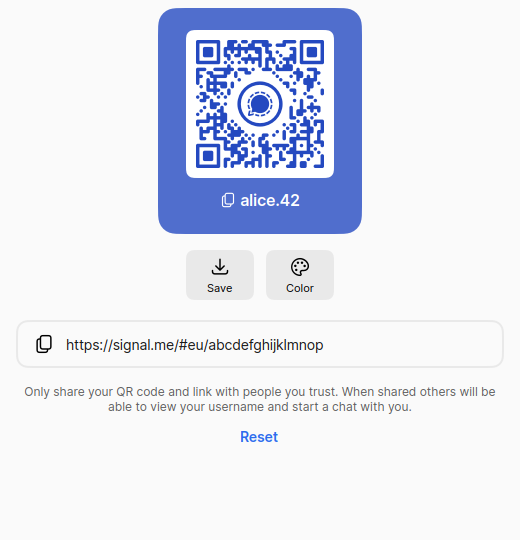 alice.42
Save
Color
https://signal.me/#eu/abcdefghijklmnop
Only share your QR code and link with people you trust. When shared others will be
able to view your username and start a chat with you.
Reset